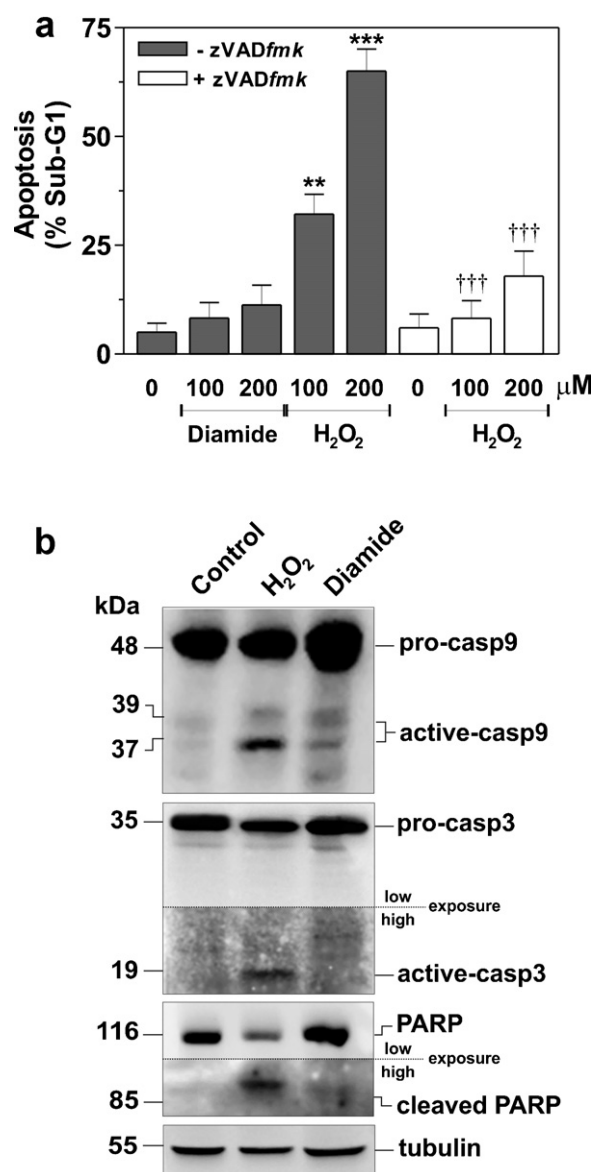 a
75
50
25
0
Apoptosis
(% Sub-G1)
- zVADfmk
+ zVADfmk
**
***
†††
†††
0 100 200 100 200 0 100 200 μM
Diamide H₂O₂ H₂O₂
b
Control H₂O₂ Diamide
kDa
48 pro-casp9
39
active-casp9
37
35 pro-casp3
low
exposure
high
19 active-casp3
116 PARP
low
exposure
high
85 cleaved PARP
55 tubulin